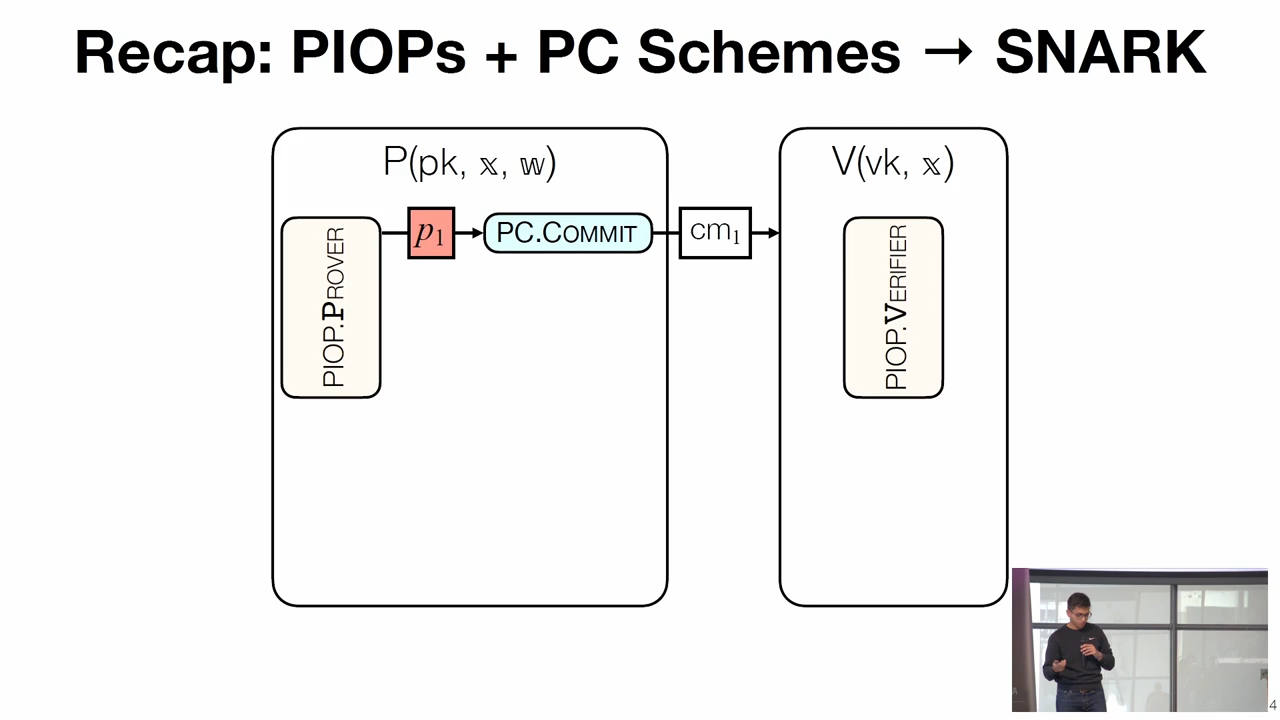 Recap: PIOPs + PC Schemes → SNARK
P(pk, 𝕩, 𝕨)
V(vk, 𝕩)
PIOP.PROVER
p₁
PC.COMMIT
cm₁
PIOP.VERIFIER
4